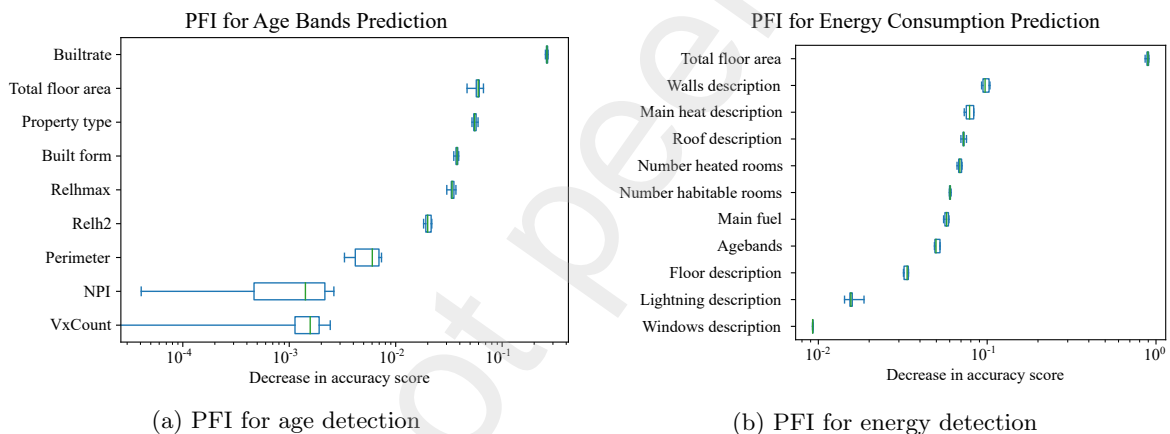 PFI for Age Bands Prediction
Builtrate
Total floor area
Property type
Built form
Relhmax
Relh2
Perimeter
NPI
VxCount
10^-4
10^-3
10^-2
10^-1
Decrease in accuracy score
(a) PFI for age detection
PFI for Energy Consumption Prediction
Total floor area
Walls description
Main heat description
Roof description
Number heated rooms
Number habitable rooms
Main fuel
Agebands
Floor description
Lightning description
Windows description
10^-2
10^-1
10^0
Decrease in accuracy score
(b) PFI for energy detection
ot peer